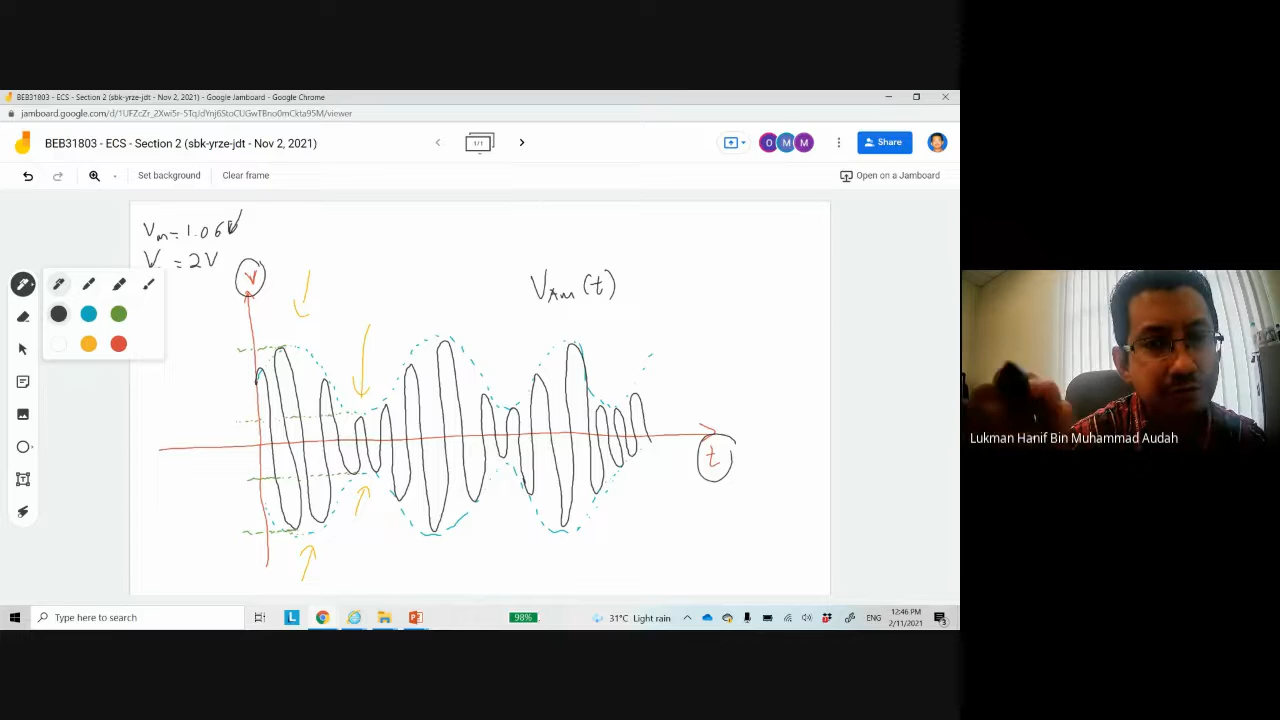 BEB31803 - ECS - Section 2 (sbk-yrze-jdt - Nov 2, 2021) - Google Jamboard - Google Chrome
BEB31803 - ECS - Section 2 (sbk-yrze-jdt - Nov 2, 2021)
1/1
O M M
Share
Set background
Clear frame
Open on a Jamboard
Vm = 1.06V
V = 2V
V
VAm (t)
t
Lukman Hanif Bin Muhammad Audah
Type here to search
L
98%
31°C Light rain
ENG
12:46 PM
2/11/2021
3